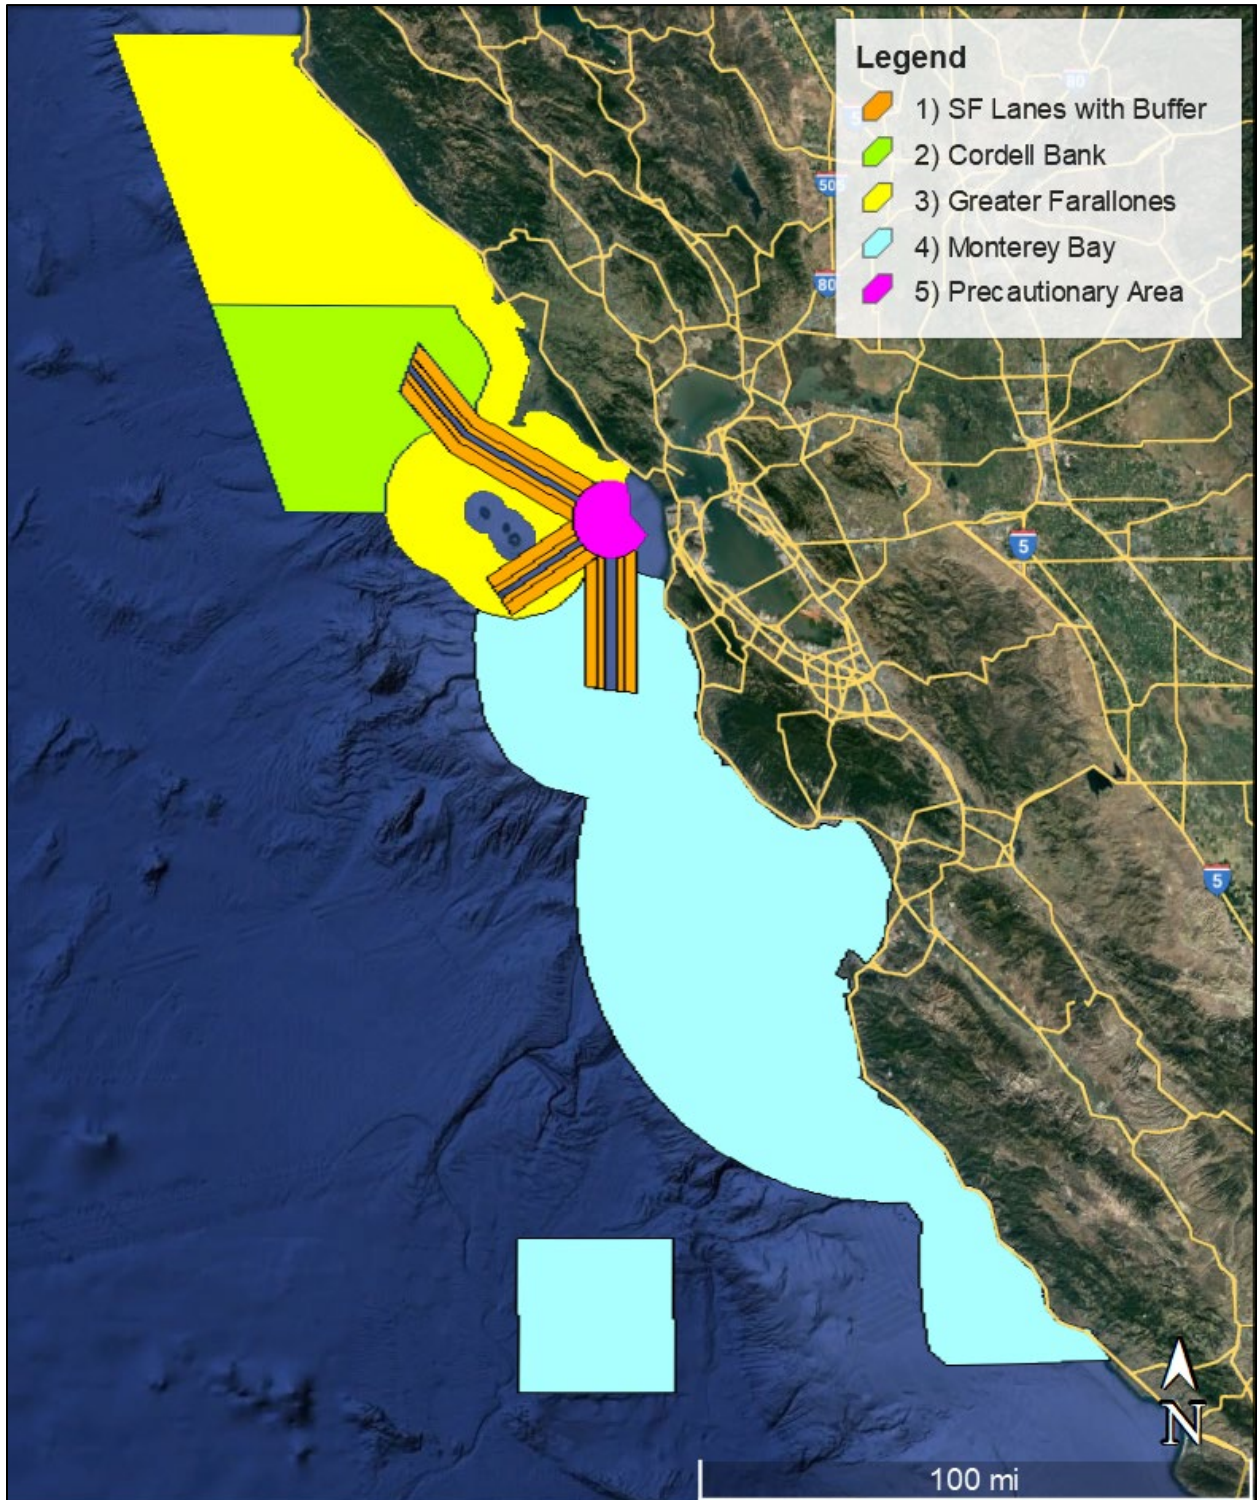 Legend
1) SF Lanes with Buffer
2) Cordell Bank
3) Greater Farallones
4) Monterey Bay
5) Precautionary Area
80
505
80
5
5
N
100 mi